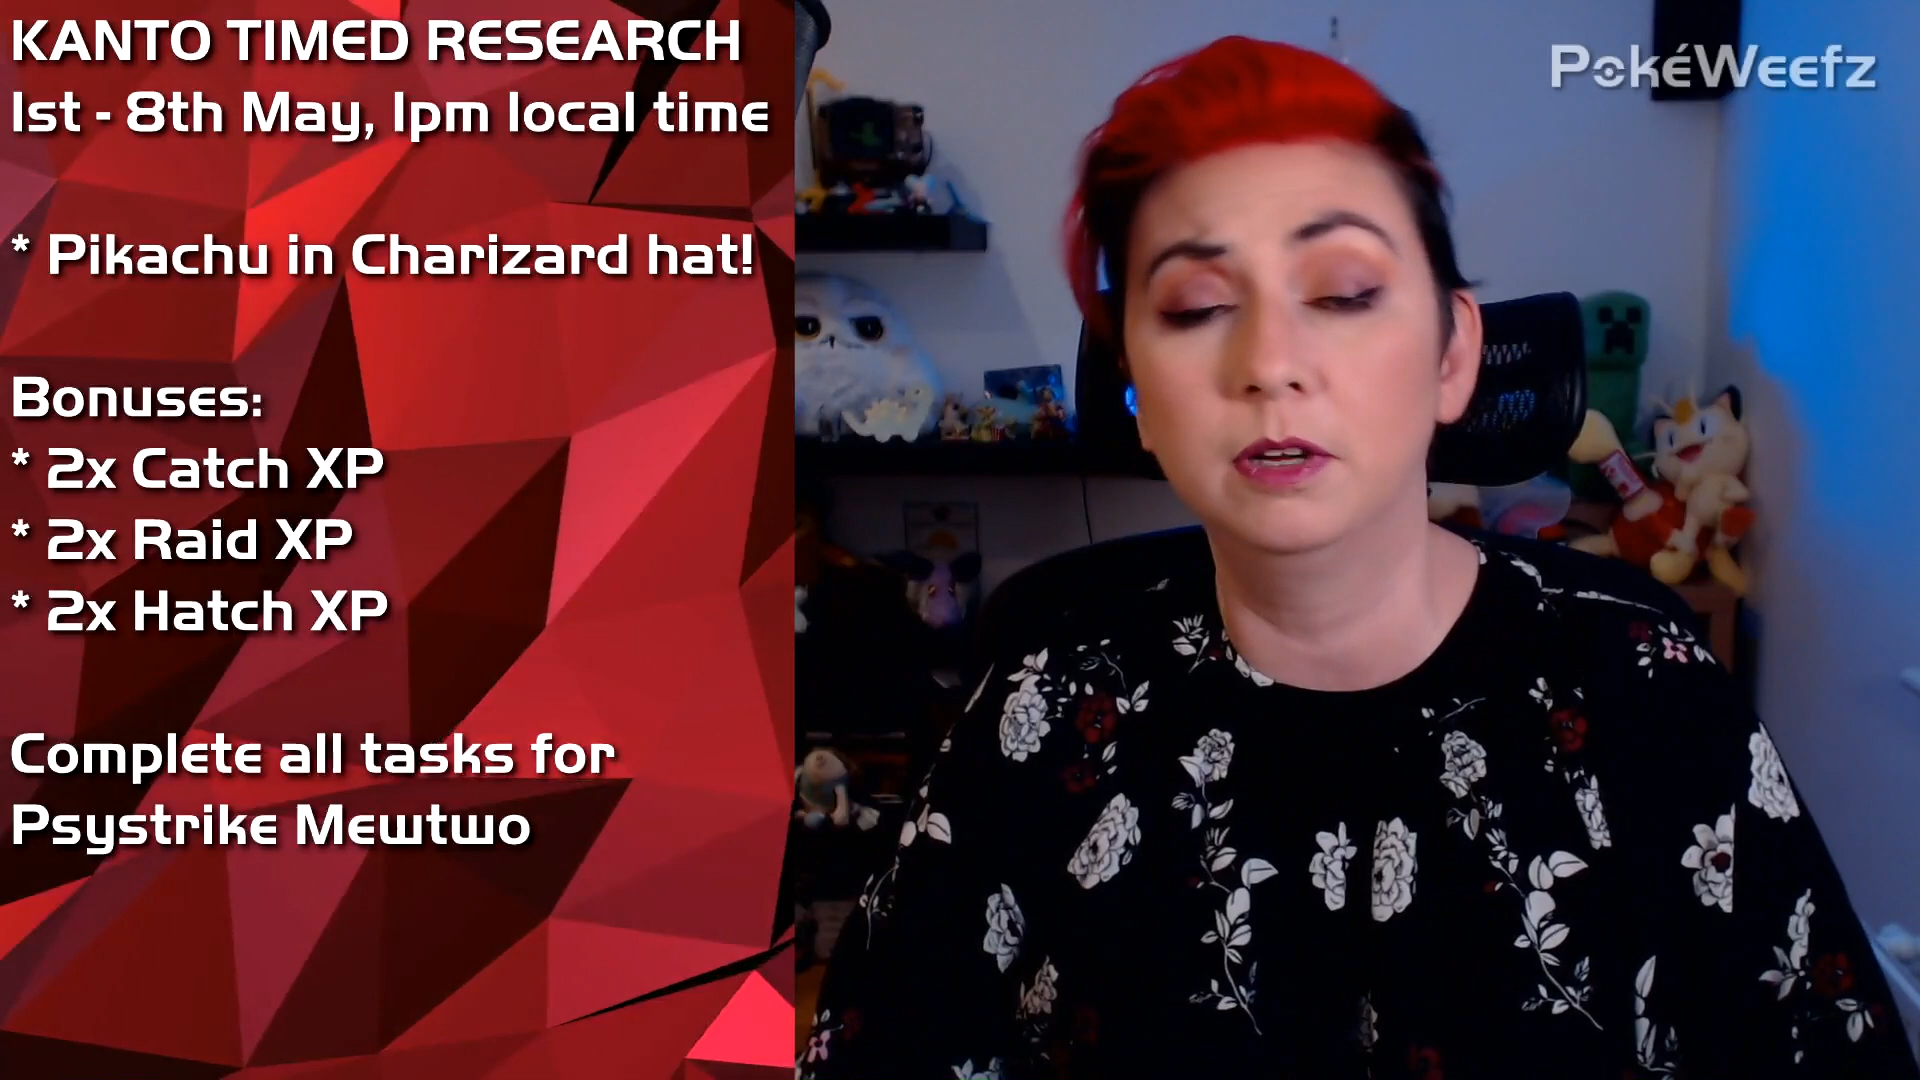 KANTO TIMED RESEARCH
1st - 8th May, 1pm local time
* Pikachu in Charizard hat!
Bonuses:
* 2x Catch XP
* 2x Raid XP
* 2x Hatch XP
Complete all tasks for
Psystrike Mewtwo
PokéWeefz